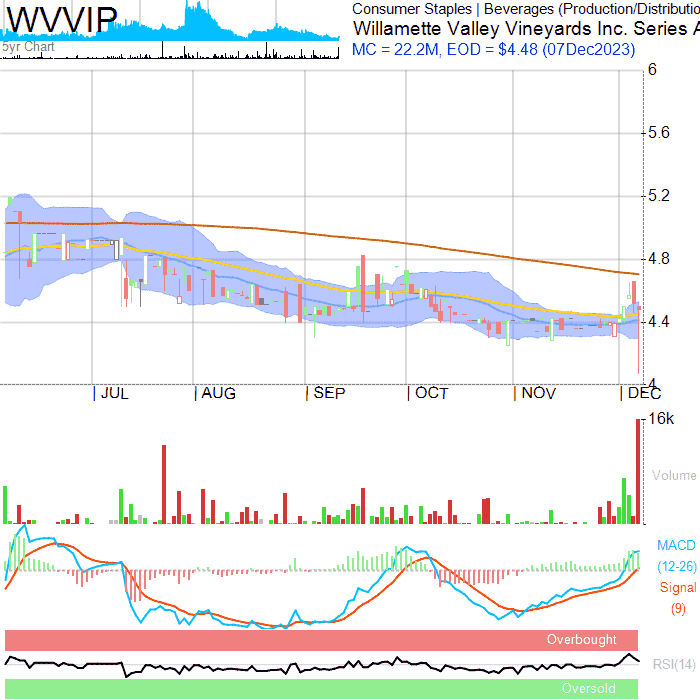 WVVIP
5yr Chart
Consumer Staples | Beverages (Production/Distributio
Willamette Valley Vineyards Inc. Series A
MC = 22.2M, EOD = $4.48 (07Dec2023)
6
5.6
5.2
4.8
4.4
4
JUL
AUG
SEP
OCT
NOV
DEC
16k
Volume
MACD
(12-26)
Signal
(9)
Overbought
RSI(14)
Oversold